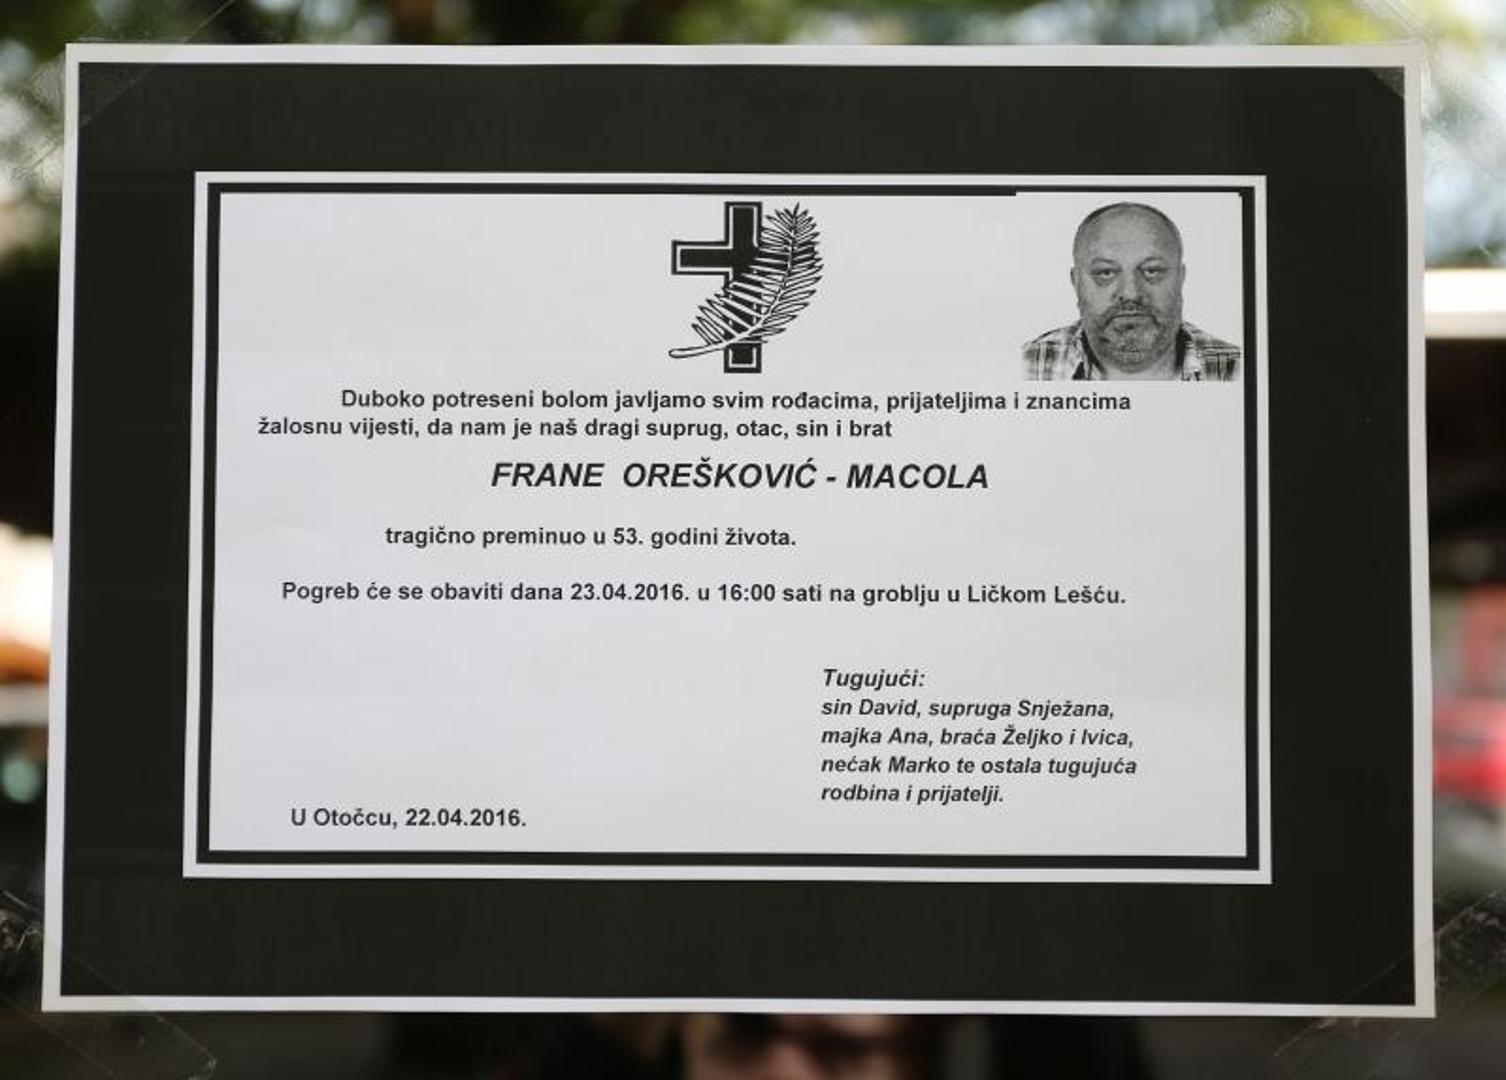 Duboko potreseni bolom javljamo svim rođacima, prijateljima i znancima
žalosnu vijesti, da nam je naš dragi suprug, otac, sin i brat
FRANE OREŠKOVIĆ - MACOLA
tragično preminuo u 53. godini života.
Pogreb će se obaviti dana 23.04.2016. u 16:00 sati na groblju u Ličkom Lešću.
Tugujući:
sin David, supruga Snježana,
majka Ana, braća Željko i Ivica,
nećak Marko te ostala tugujuća
rodbina i prijatelji.
U Otočcu, 22.04.2016.